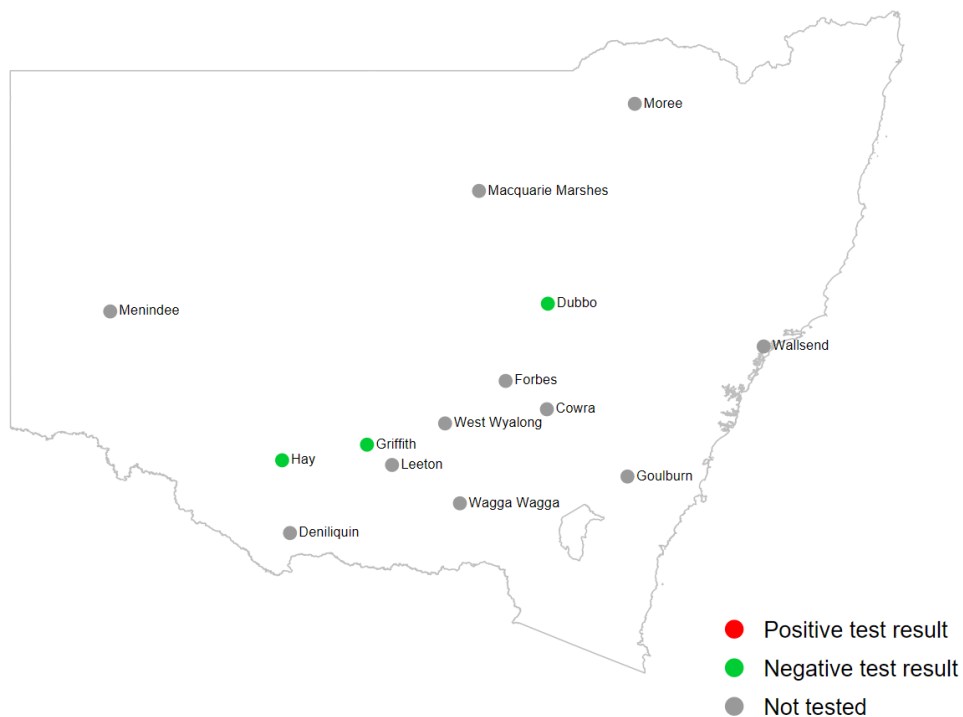 Moree
Macquarie Marshes
Dubbo
Menindee
Wallsend
Forbes
Cowra
West Wyalong
Griffith
Hay
Leeton
Goulburn
Wagga Wagga
Deniliquin
Positive test result
Negative test result
Not tested